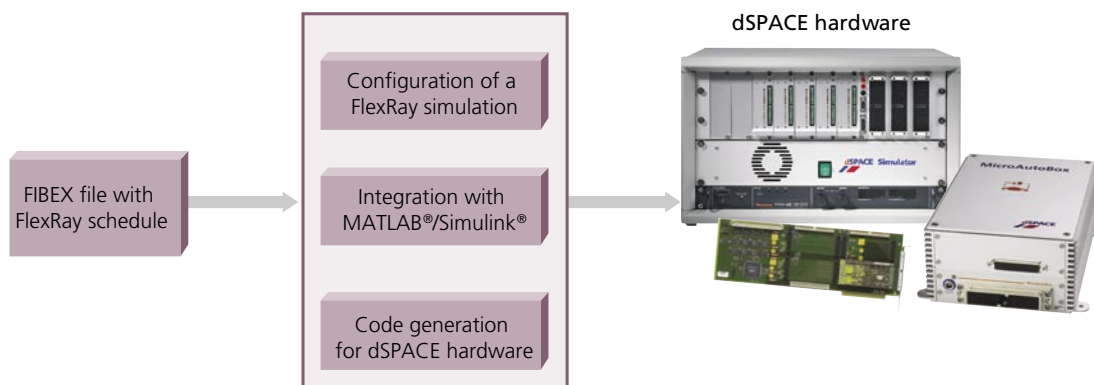 dSPACE hardware
Configuration of a
FlexRay simulation
FIBEX file with
FlexRay schedule
Integration with
MATLAB®/Simulink®
Code generation
for dSPACE hardware
dSPACE Simulator
MicroAutoBox
dSPACE